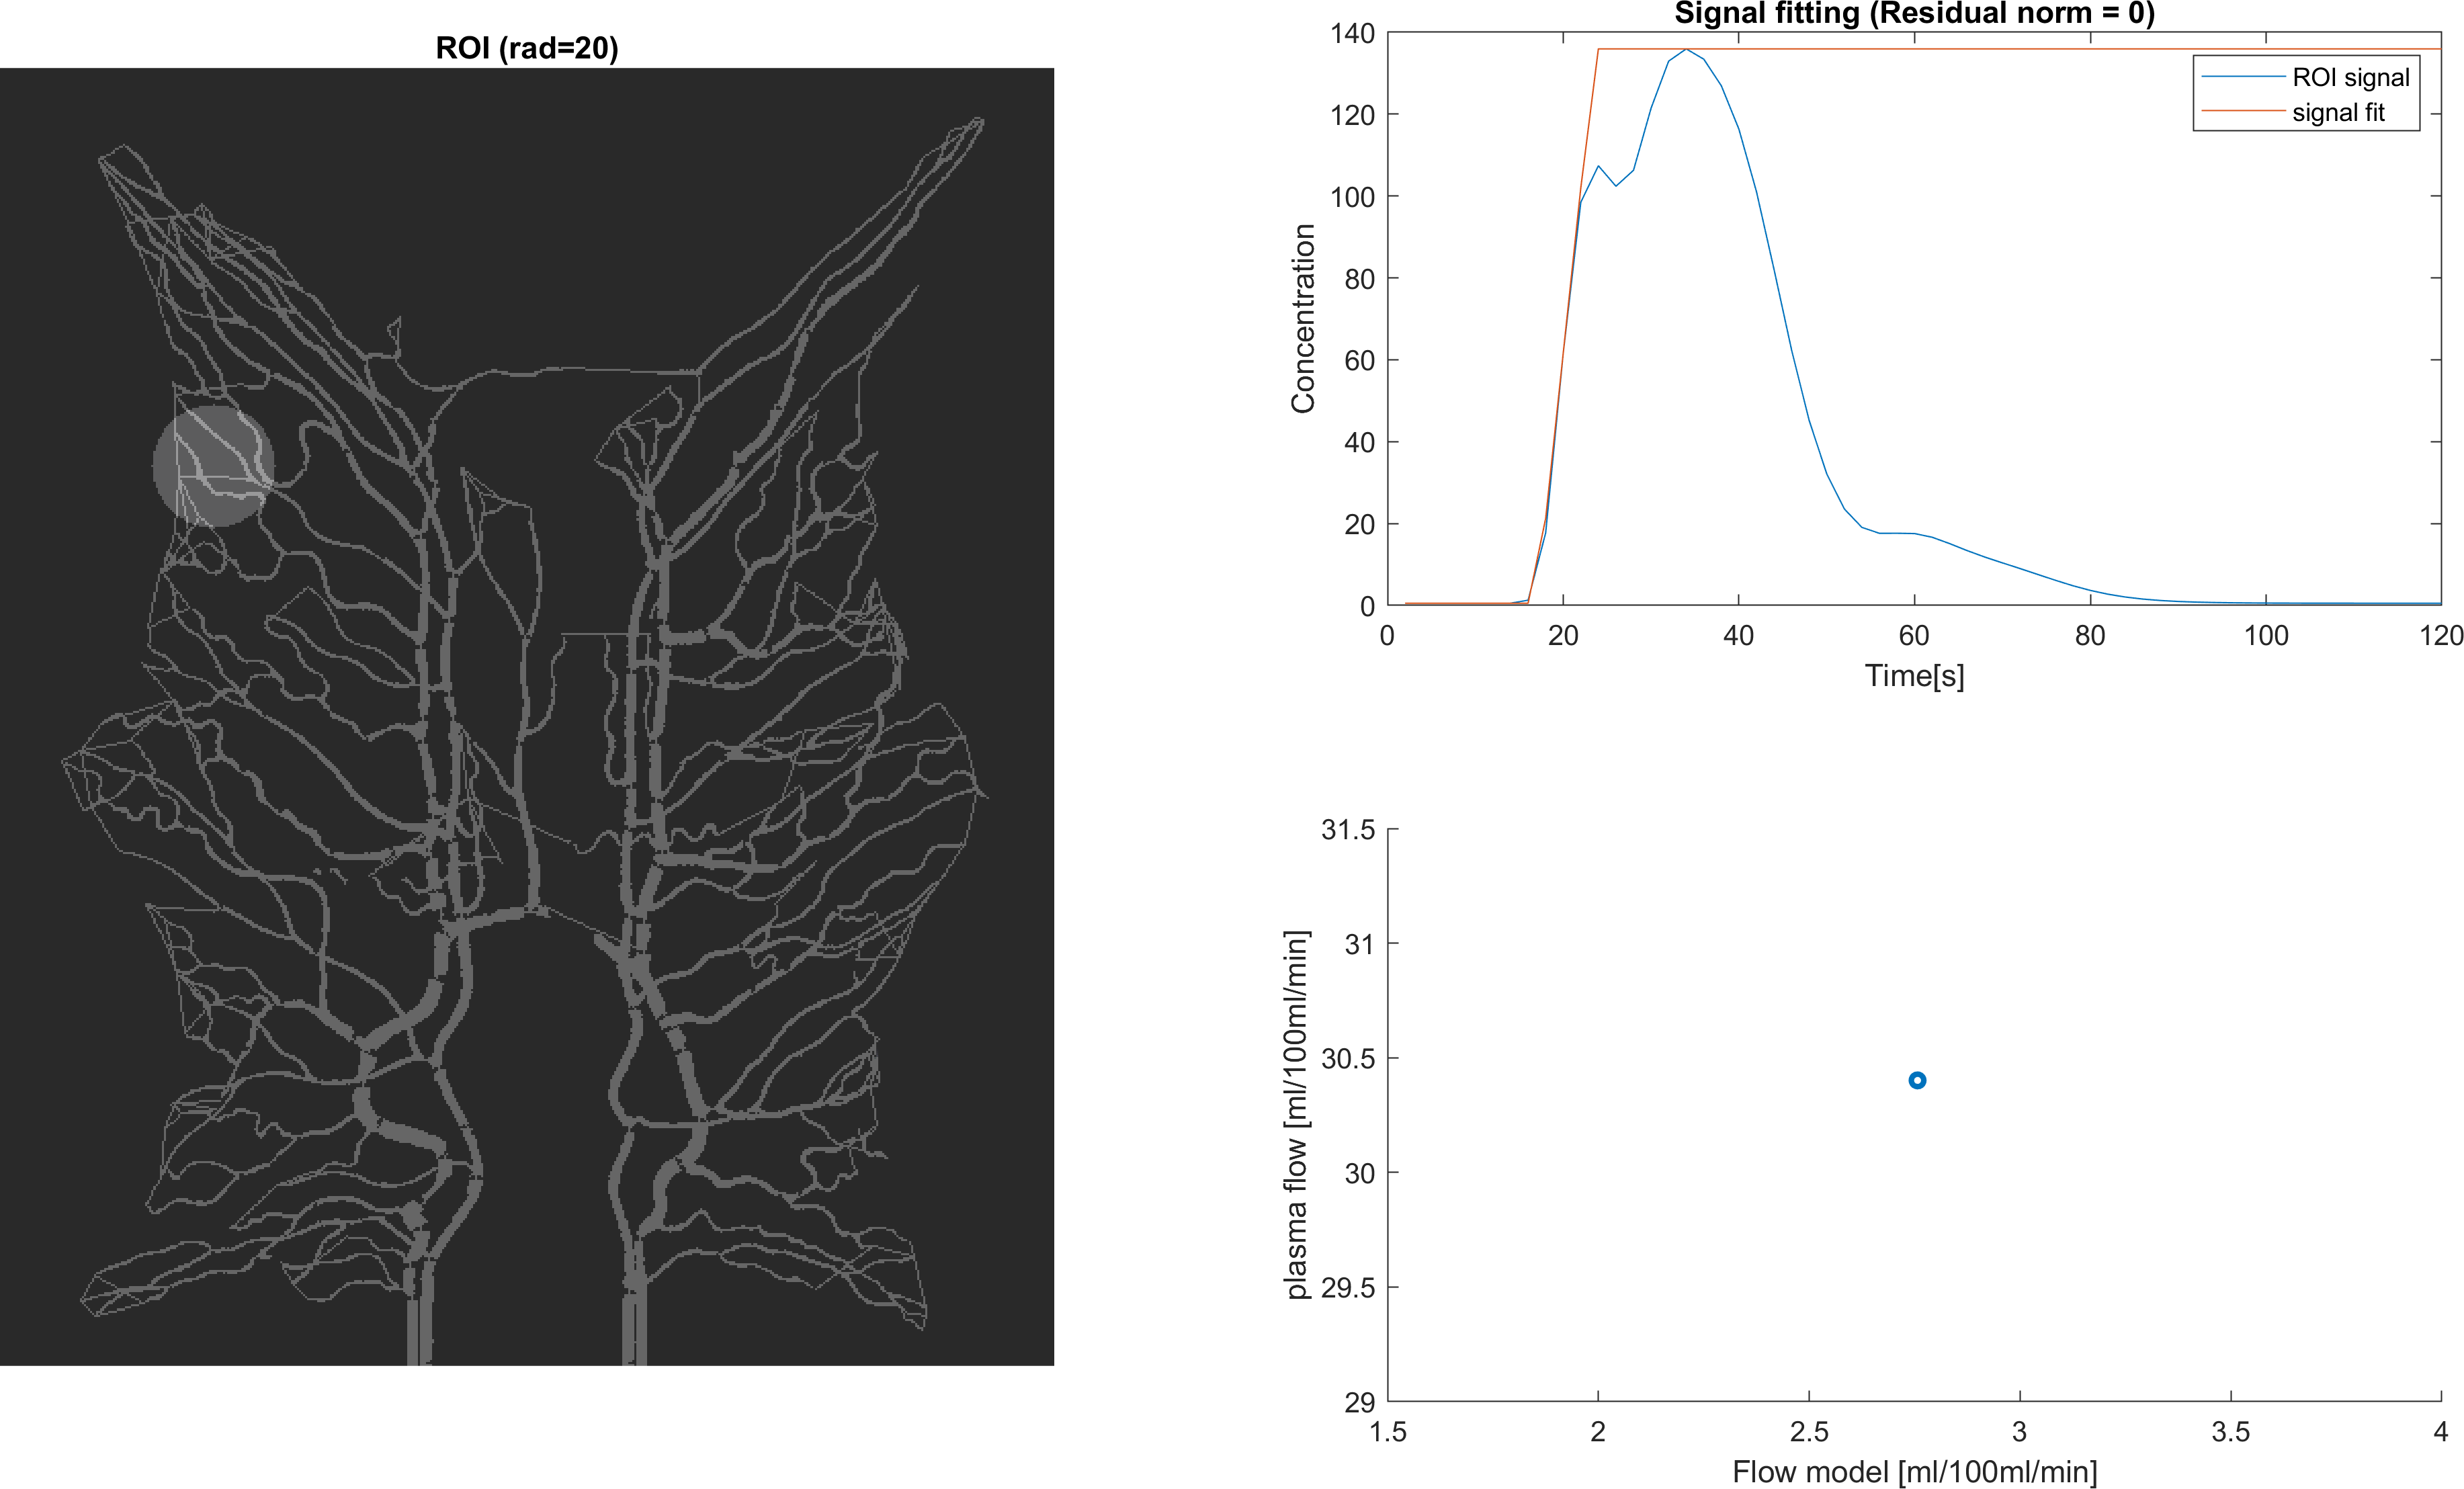 ROI (rad=20)
Signal fitting (Residual norm = 0)
140
120
100
80
60
40
20
0
Concentration
ROI signal
signal fit
0 20 40 60 80 100 120
Time[s]
31.5
31
30.5
30
29.5
29
plasma flow [ml/100ml/min]
1.5 2 2.5 3 3.5 4
Flow model [ml/100ml/min]